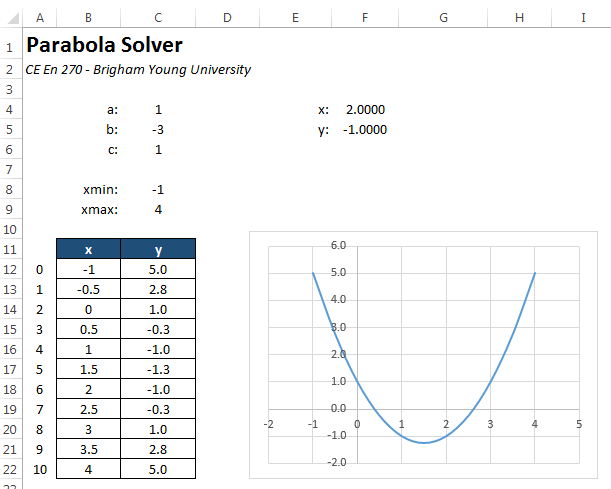 A B C D E F G H I
1 Parabola Solver
2 CE En 270 - Brigham Young University
3
4 a: 1 x: 2.0000
5 b: -3 y: -1.0000
6 c: 1
7
8 xmin: -1
9 xmax: 4
10
11 x y
12 0 -1 5.0
13 1 -0.5 2.8
14 2 0 1.0
15 3 0.5 -0.3
16 4 1 -1.0
17 5 1.5 -1.3
18 6 2 -1.0
19 7 2.5 -0.3
20 8 3 1.0
21 9 3.5 2.8
22 10 4 5.0
6.0
5.0
4.0
3.0
2.0
1.0
0.0
-2 -1 0 1 2 3 4 5
-1.0
-2.0